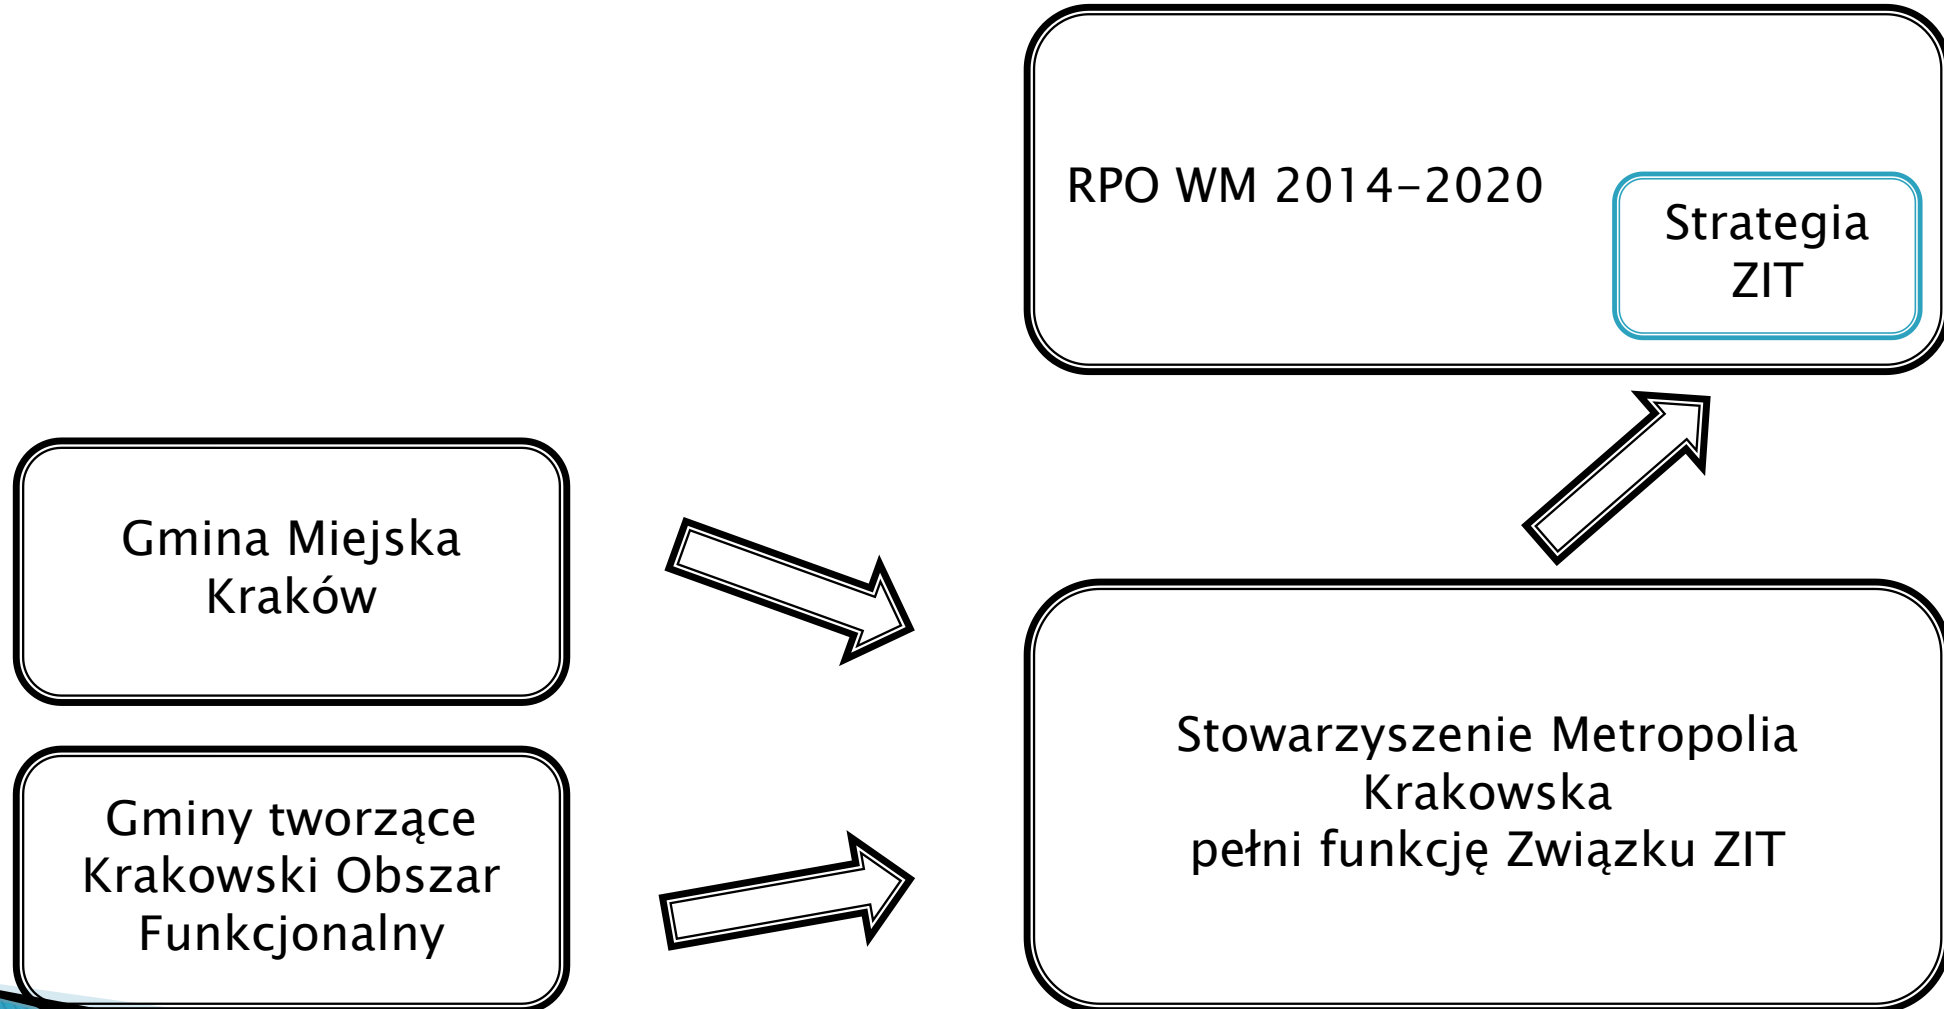 RPO WM 2014-2020
Strategia
ZIT
Gmina Miejska
Kraków
Gminy tworzące
Krakowski Obszar
Funkcjonalny
Stowarzyszenie Metropolia
Krakowska
pełni funkcję Związku ZIT